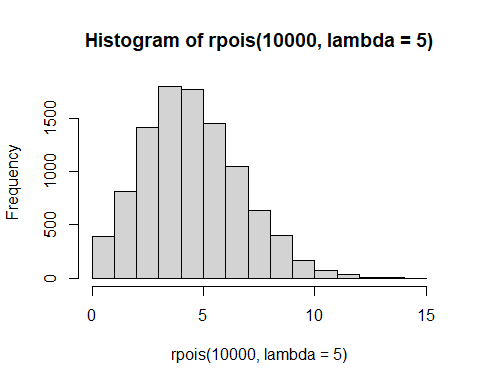 Histogram of rpois(10000, lambda = 5)
Frequency
1500
1000
500
0
0 5 10 15
rpois(10000, lambda = 5)